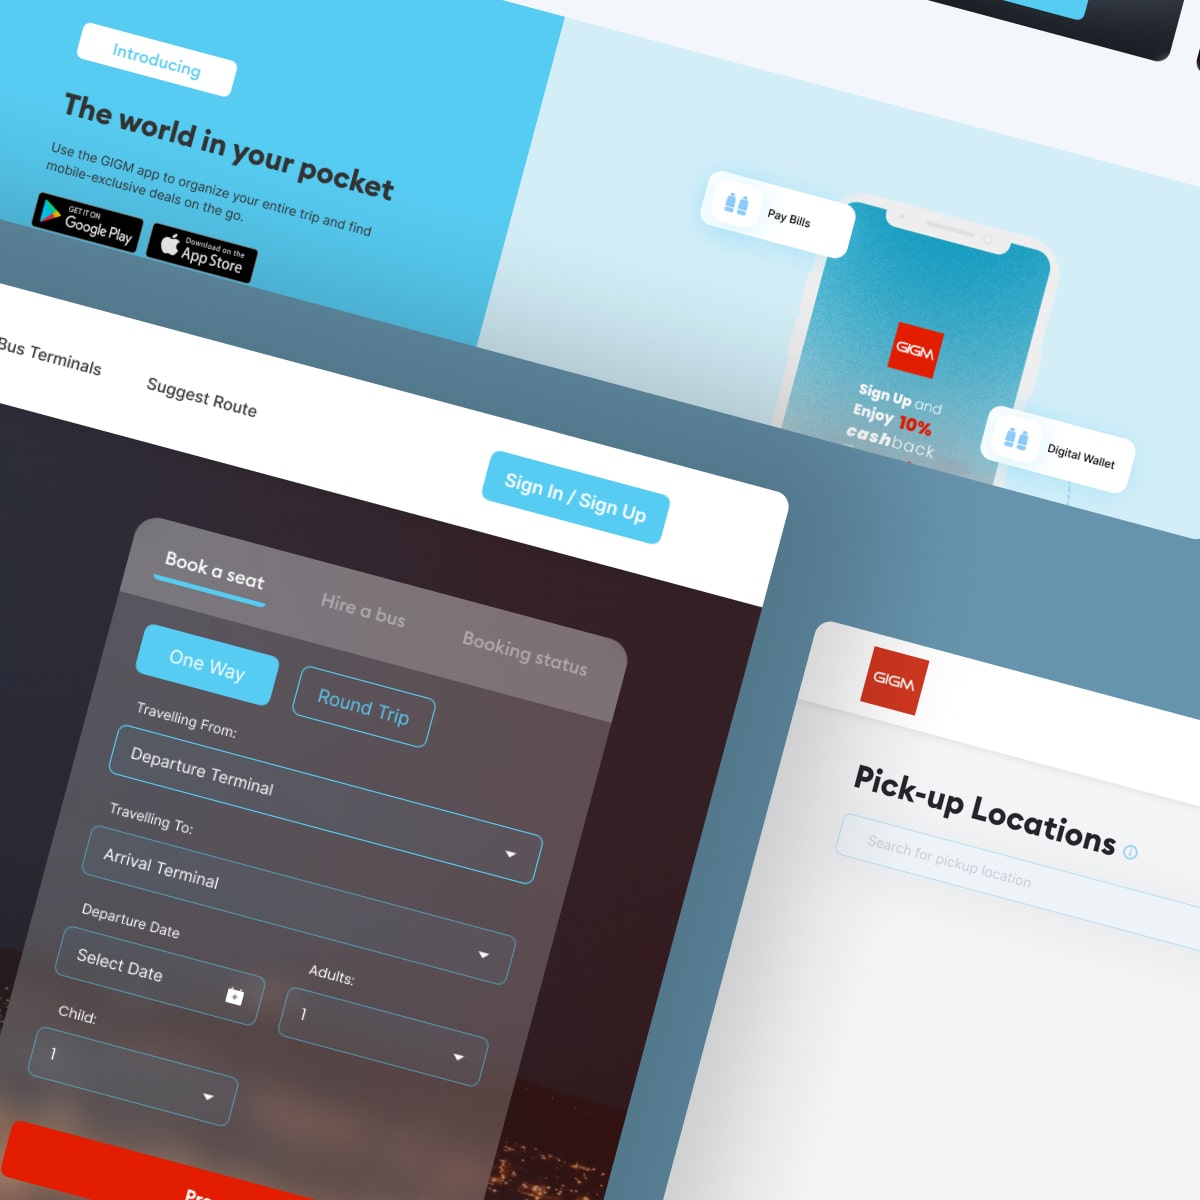 Introducing
The world in your pocket
Use the GIGM app to organize your entire trip and find
mobile-exclusive deals on the go.
GET IT ON
Google Play
Download on the
App Store
Pay Bills
GIGM
Sign Up and
Enjoy 10%
cashback
Digital Wallet
Bus Terminals
Suggest Route
Sign In / Sign Up
Book a seat
Hire a bus
Booking status
One Way
Round Trip
Travelling From:
Departure Terminal
Travelling To:
Arrival Terminal
Departure Date
Select Date
Adults:
1
Child:
1
GIGM
Pick-up Locations
Search for pickup location